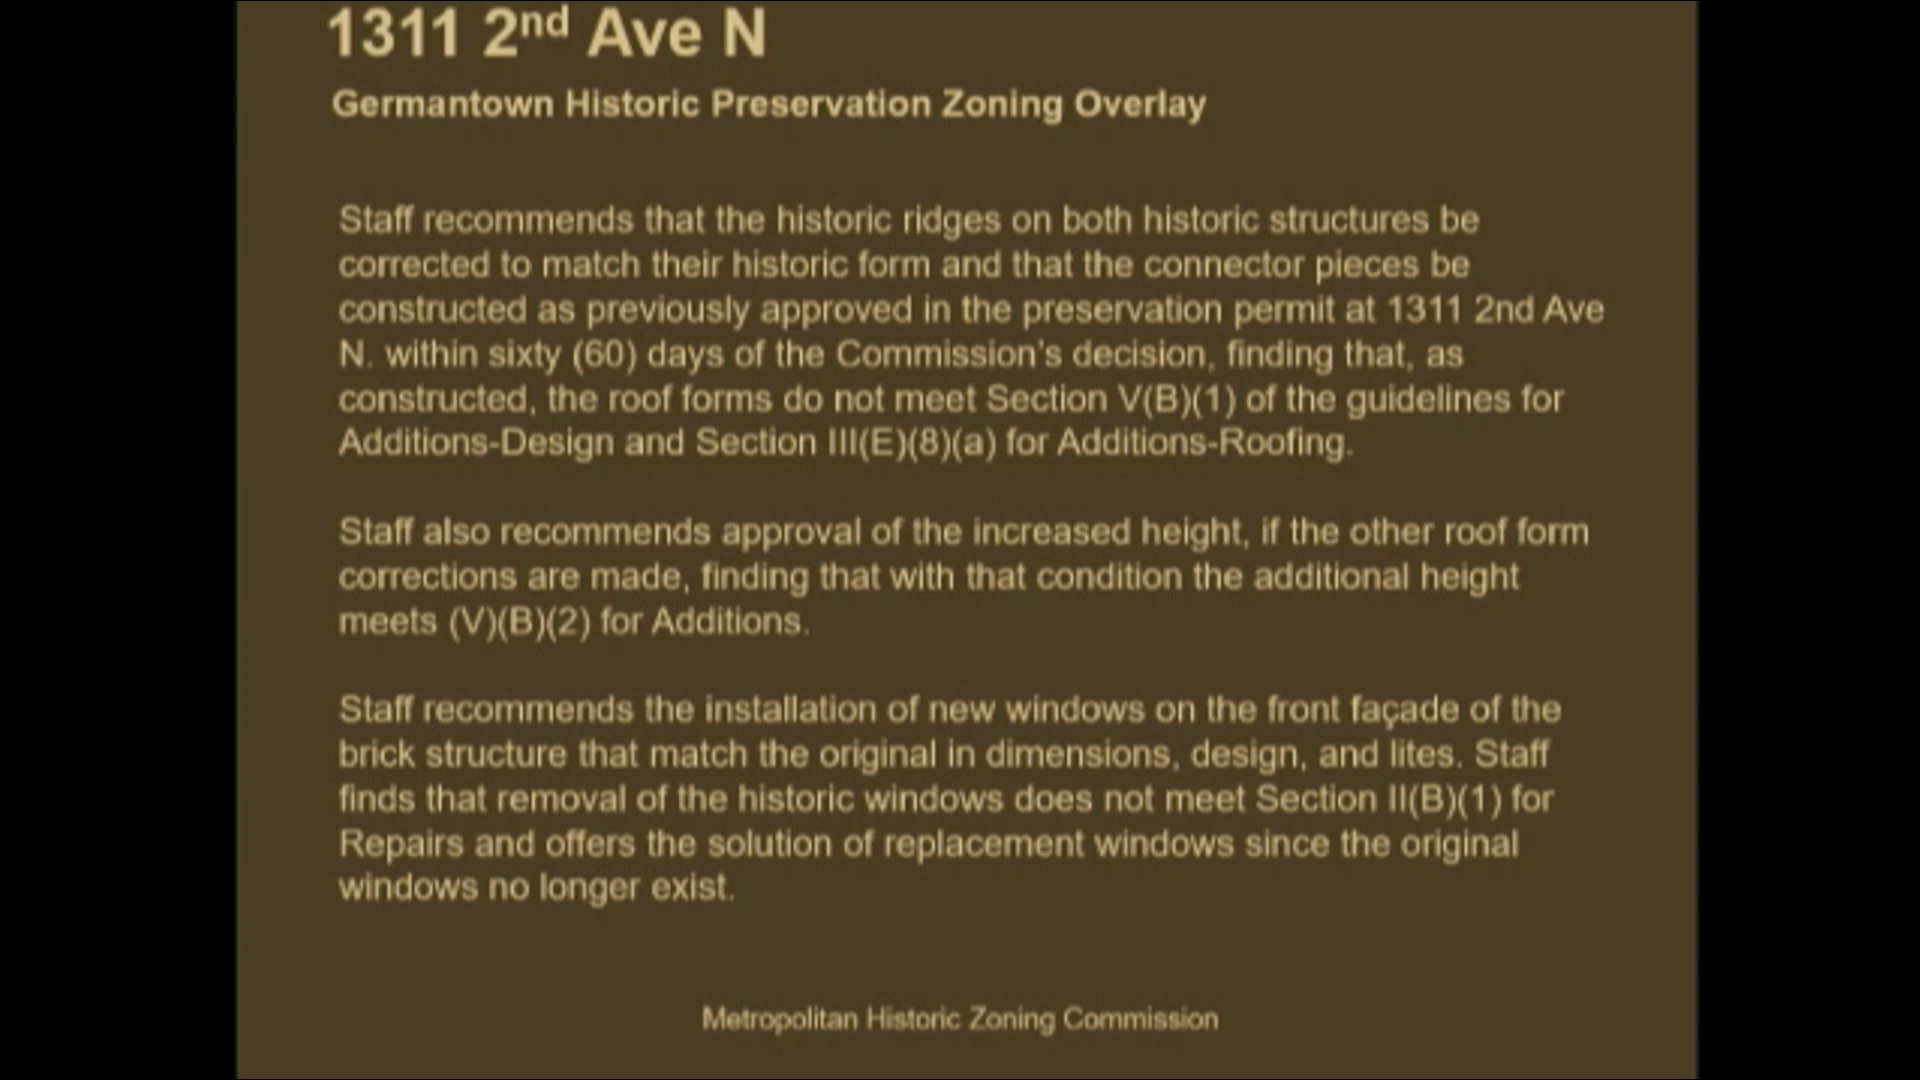 1311 2nd Ave N
Germantown Historic Preservation Zoning Overlay
Staff recommends that the historic ridges on both historic structures be
corrected to match their historic form and that the connector pieces be
constructed as previously approved in the preservation permit at 1311 2nd Ave
N. within sixty (60) days of the Commission's decision, finding that, as
constructed, the roof forms do not meet Section V(B)(1) of the guidelines for
Additions-Design and Section III(E)(8)(a) for Additions-Roofing.
Staff also recommends approval of the increased height, if the other roof form
corrections are made, finding that with that condition the additional height
meets (V)(B)(2) for Additions.
Staff recommends the installation of new windows on the front façade of the
brick structure that match the original in dimensions, design, and lites. Staff
finds that removal of the historic windows does not meet Section II(B)(1) for
Repairs and offers the solution of replacement windows since the original
windows no longer exist.
Metropolitan Historic Zoning Commission